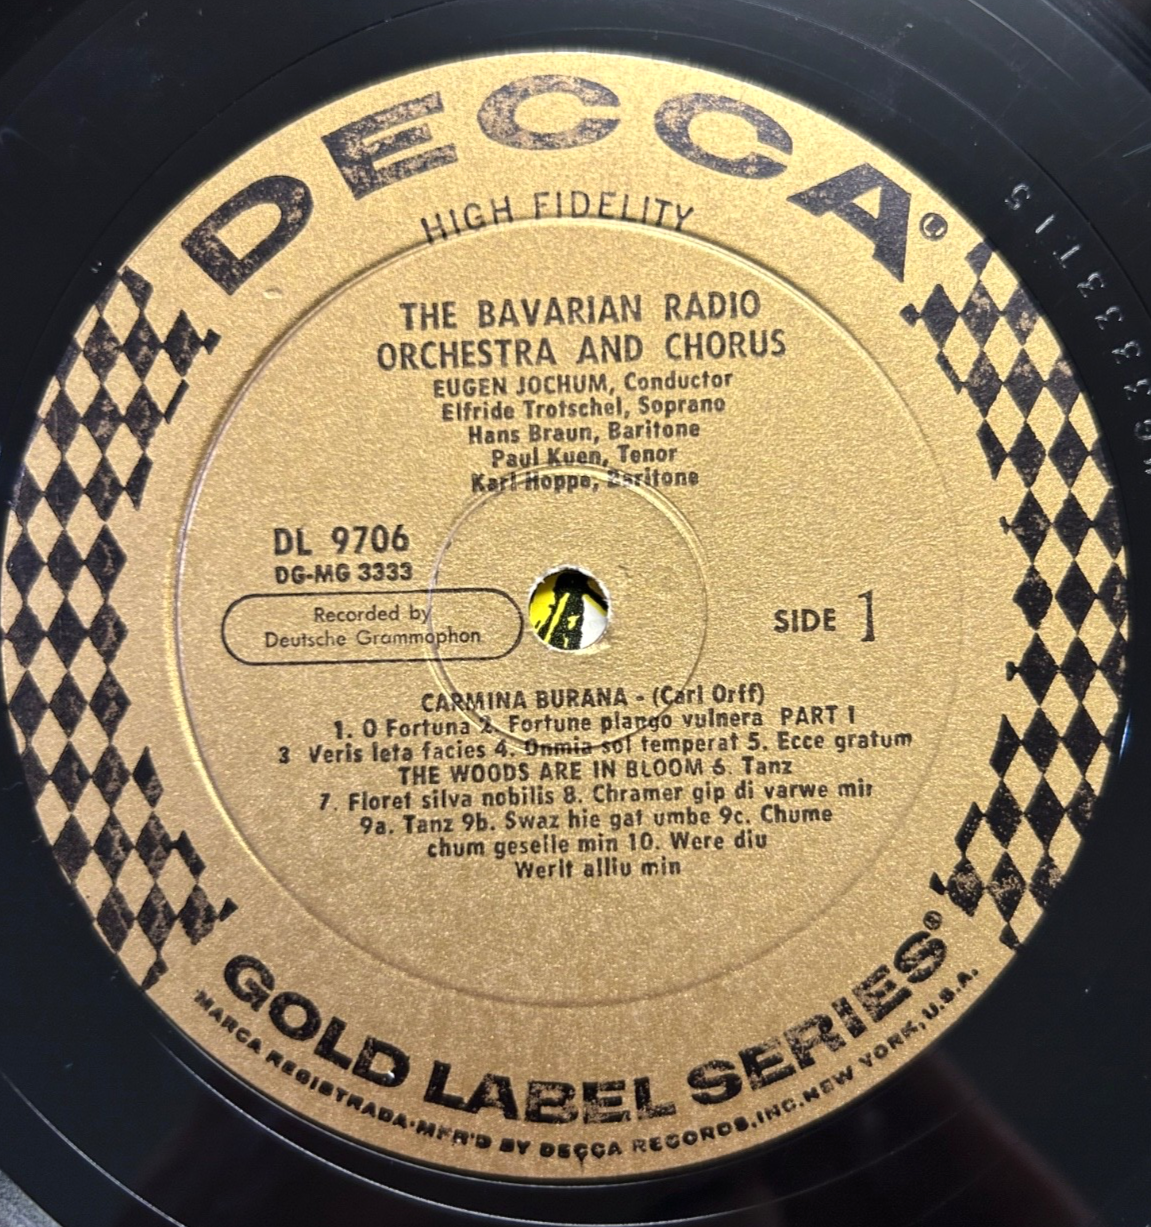 DECCA®
HIGH FIDELITY
THE BAVARIAN RADIO
ORCHESTRA AND CHORUS
EUGEN JOCHUM, Conductor
Elfride Trotschel, Soprano
Hans Braun, Baritone
Paul Kuen, Tenor
Karl Hoppe, Baritone
DL 9706
DG-MG 3333
Recorded by
Deutsche Grammophon
SIDE 1
CARMINA BURANA - (Carl Orff)
1. O Fortuna 2. Fortune plango vulnera PART I
3 Veris leta facies 4. Onmia sol temperat 5. Ecce gratum
THE WOODS ARE IN BLOOM 6. Tanz
7. Floret silva nobilis 8. Chramer gip di varwe mir
9a. Tanz 9b. Swaz hie gat umbe 9c. Chume
chum geselle min 10. Were diu
Werlt alliu min
GOLD LABEL SERIES®
MARCA REGISTRADA·MFR'D BY DECCA RECORDS, INC. NEW YORK, U.S.A.